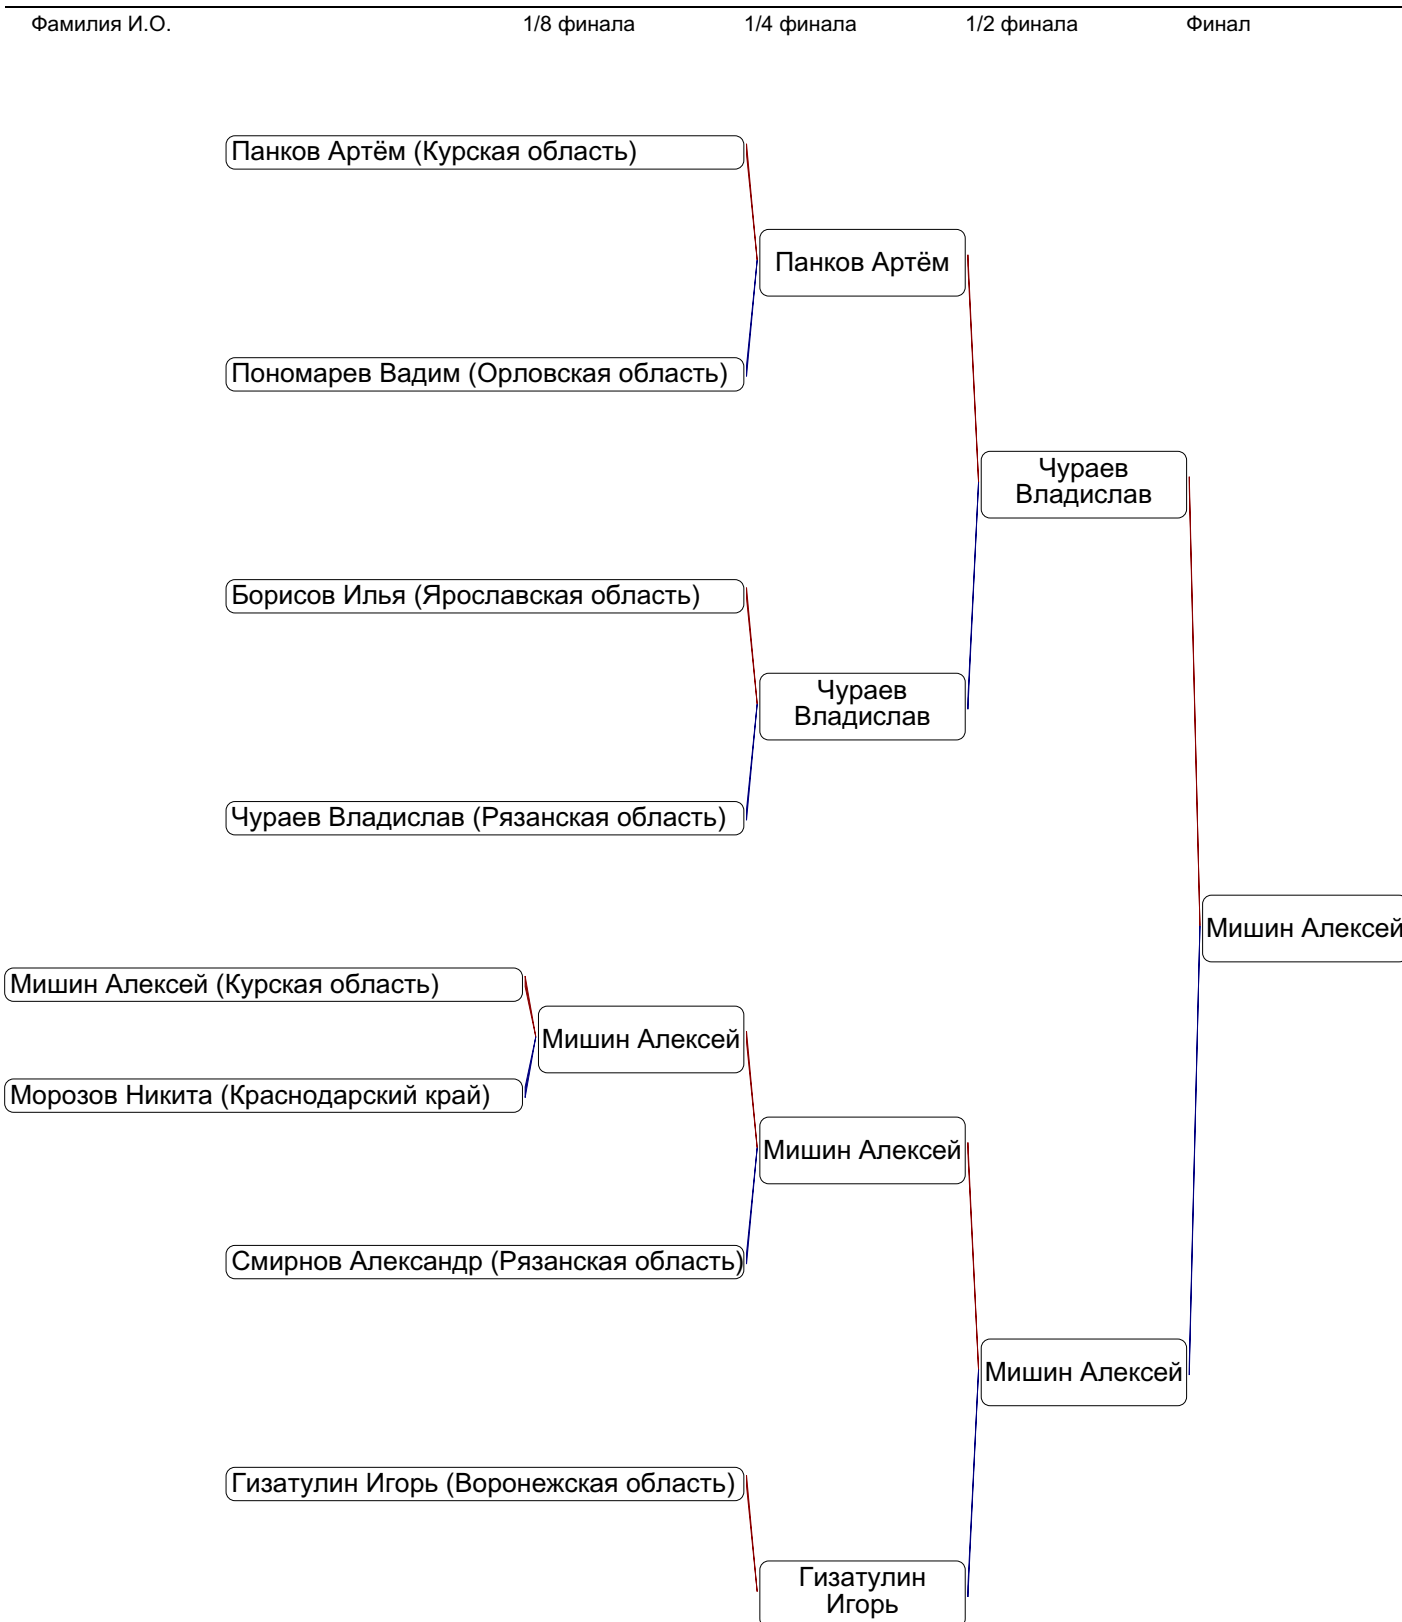 Фамилия И.О. 1/8 финала 1/4 финала 1/2 финала Финал
Панков Артём (Курская область)
Панков Артём
Пономарев Вадим (Орловская область)
Чураев
Владислав
Борисов Илья (Ярославская область)
Чураев
Владислав
Чураев Владислав (Рязанская область)
Мишин Алексей
Мишин Алексей (Курская область)
Мишин Алексей
Морозов Никита (Краснодарский край)
Мишин Алексей
Смирнов Александр (Рязанская область)
Мишин Алексей
Гизатулин Игорь (Воронежская область)
Гизатулин
Игорь